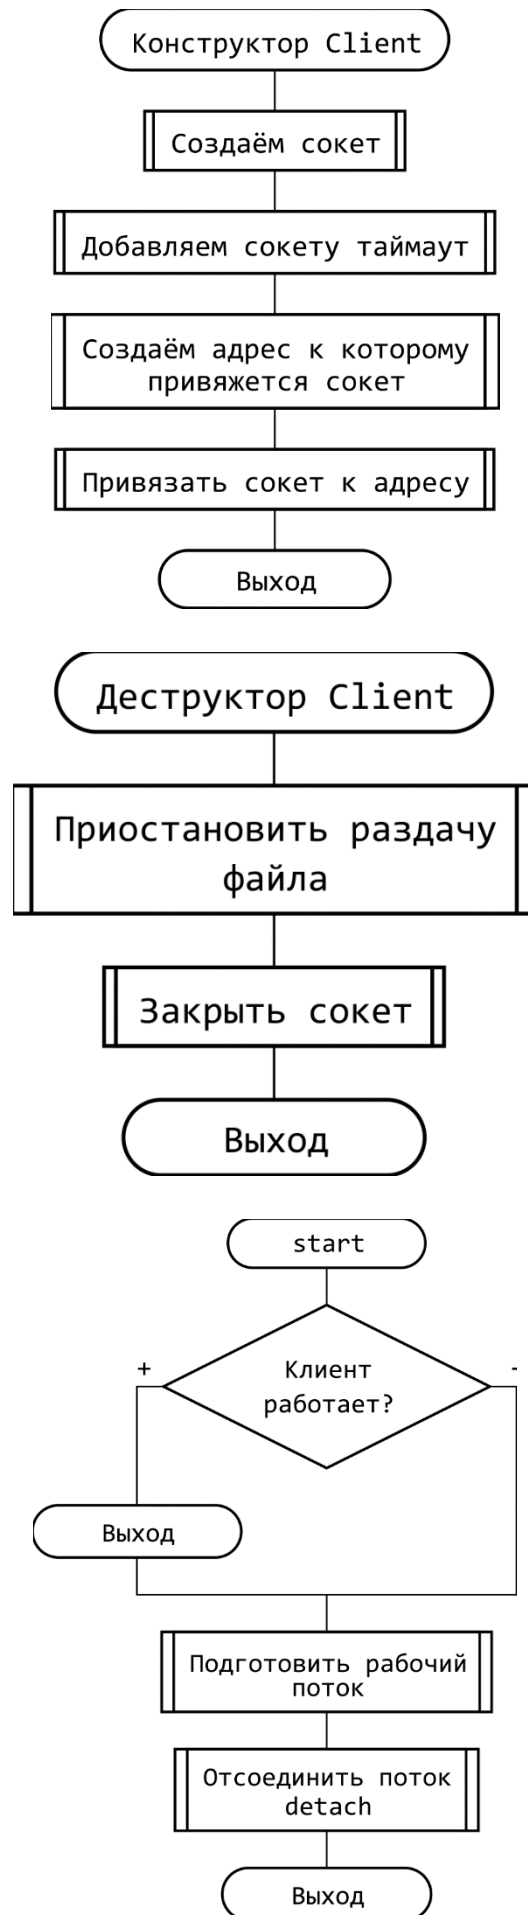 Конструктор Client
Создаём сокет
Добавляем сокету таймаут
Создаём адрес к которому
привяжется сокет
Привязать сокет к адресу
Выход
Деструктор Client
Приостановить раздачу
файла
Закрыть сокет
Выход
start
Клиент
работает?
+
-
Выход
Подготовить рабочий
поток
Отсоединить поток
detach
Выход